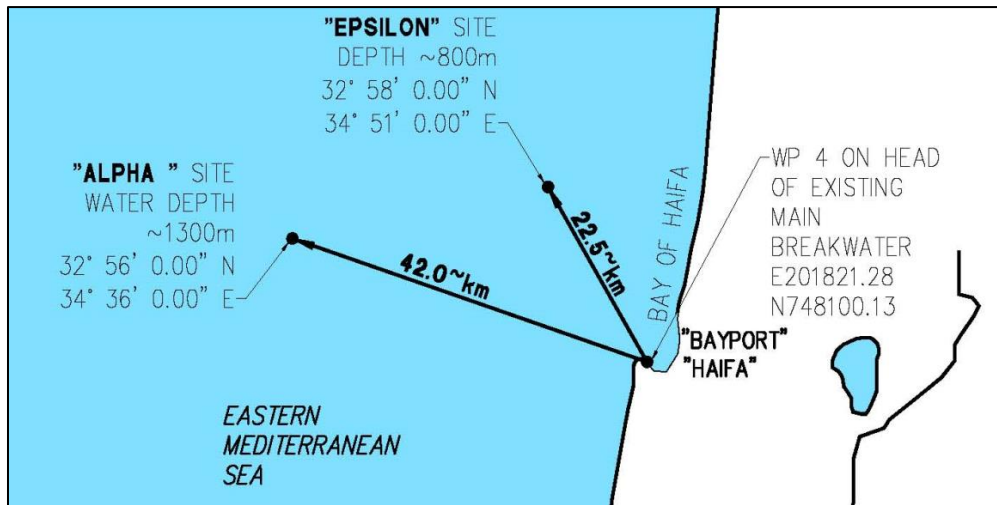 "EPSILON" SITE
DEPTH ~800m
32° 58' 0.00" N
34° 51' 0.00" E
"ALPHA " SITE
WATER DEPTH
~1300m
32° 56' 0.00" N
34° 36' 0.00" E
42.0~km
22.5~km
BAY OF HAIFA
WP 4 ON HEAD
OF EXISTING
MAIN
BREAKWATER
E201821.28
N748100.13
"BAYPORT"
"HAIFA"
EASTERN
MEDITERRANEAN
SEA